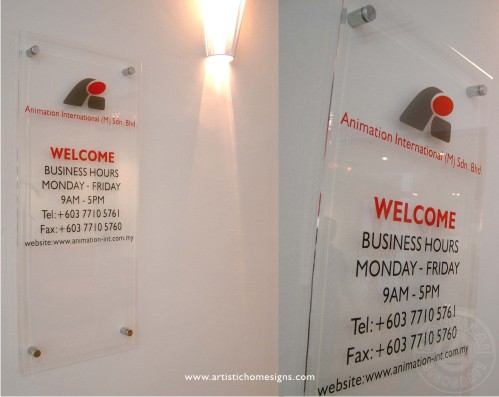 Animation International (M) Sdn. Bhd
WELCOME
BUSINESS HOURS
MONDAY - FRIDAY
9AM - 5PM
Tel: +603 7710 5761
Fax: +603 7710 5760
website: www.animation-int.com.my
Animation International (M) Sdn. Bhd.
WELCOME
BUSINESS HOURS
MONDAY - FRIDAY
9AM - 5PM
Tel: +603 7710 5761
Fax: +603 7710 5760
website: www.animation-int.com.my
www.artistichomesigns.com